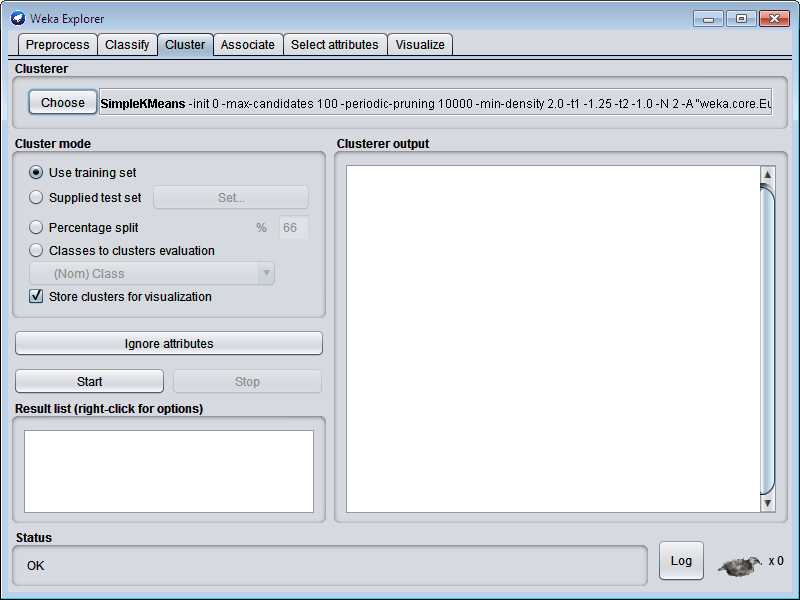 Weka Explorer
Preprocess Classify Cluster Associate Select attributes Visualize
Clusterer
Choose SimpleKMeans -init 0 -max-candidates 100 -periodic-pruning 10000 -min-density 2.0 -t1 -1.25 -t2 -1.0 -N 2 -A "weka.core.Eu
Cluster mode
Use training set
Supplied test set Set...
Percentage split % 66
Classes to clusters evaluation
(Nom) Class
Store clusters for visualization
Ignore attributes
Start Stop
Result list (right-click for options)
Clusterer output
Status
OK
Log x 0